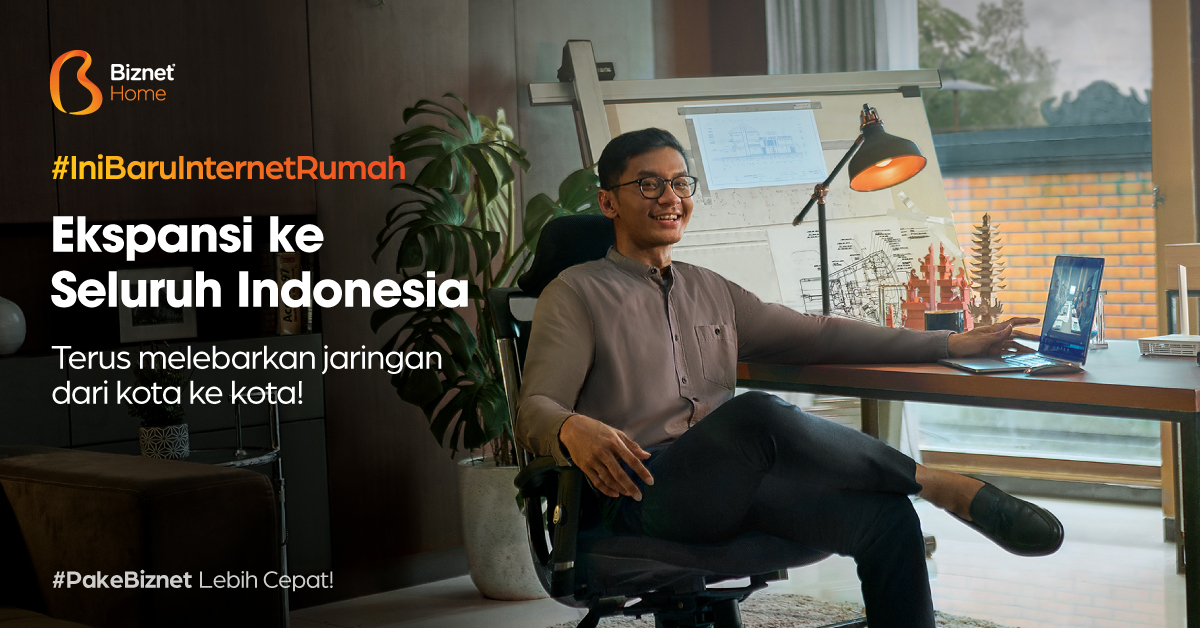 Biznet
Home
#IniBaruInternetRumah
Ekspansi ke
Seluruh Indonesia
Terus melebarkan jaringan
dari kota ke kota!
#PakeBiznet Lebih Cepat!